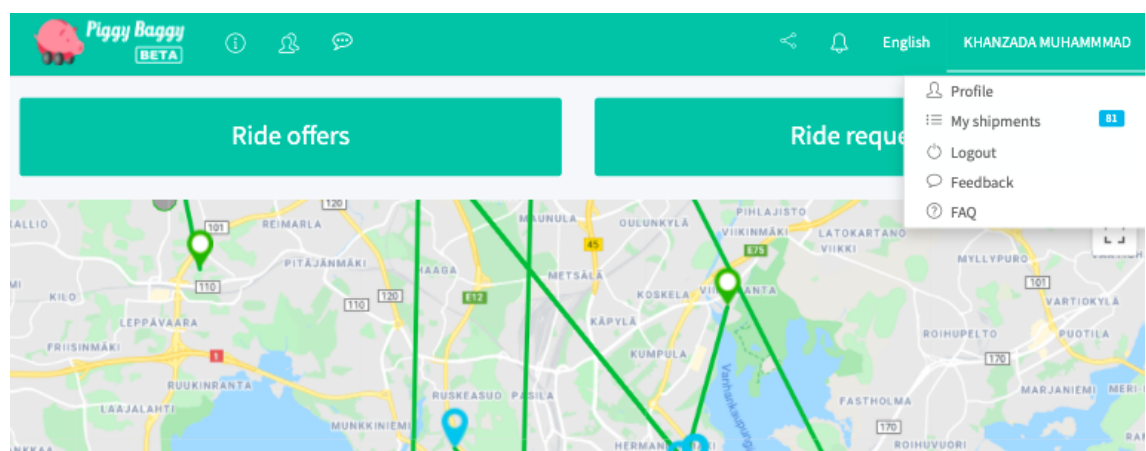 Piggy Baggy
BETA
English
KHANZADA MUHAMMMAD
Profile
My shipments
81
Logout
Feedback
FAQ
Ride offers
Ride reque
TALLIO
101
REIMARLA
120
MAUNULA
OULUNKYLÄ
PIHLAJISTO
VIIKINMÄKI
LATOKARTANO
VIIKKI
45
E75
PITÄJÄNMÄKI
HAAGA
METSÄLÄ
MYLLYPURO
KILO
110
110
120
E12
KOSKELA
101
VARTIOKYLÄ
LEPPÄVAARA
KÄPYLÄ
ROIHUPELTO
PUOTILA
FRIISINMÄKI
1
KUMPULA
170
RUUKINRANTA
RUSKEASUO
PASILA
MARJANIEMI
MERI-
LAAJALAHTI
FASTHOLMA
MUNKKINIEMI
170
ROIHUVUORI